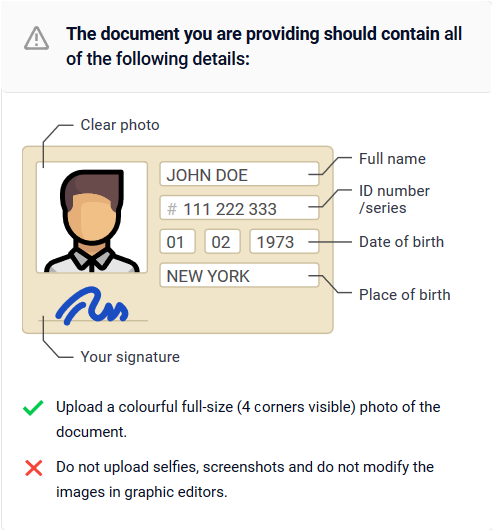 The document you are providing should contain all
of the following details:
Clear photo
JOHN DOE
Full name
# 111 222 333
ID number
/series
01 02 1973
Date of birth
NEW YORK
Place of birth
Your signature
Upload a colourful full-size (4 corners visible) photo of the
document.
Do not upload selfies, screenshots and do not modify the
images in graphic editors.